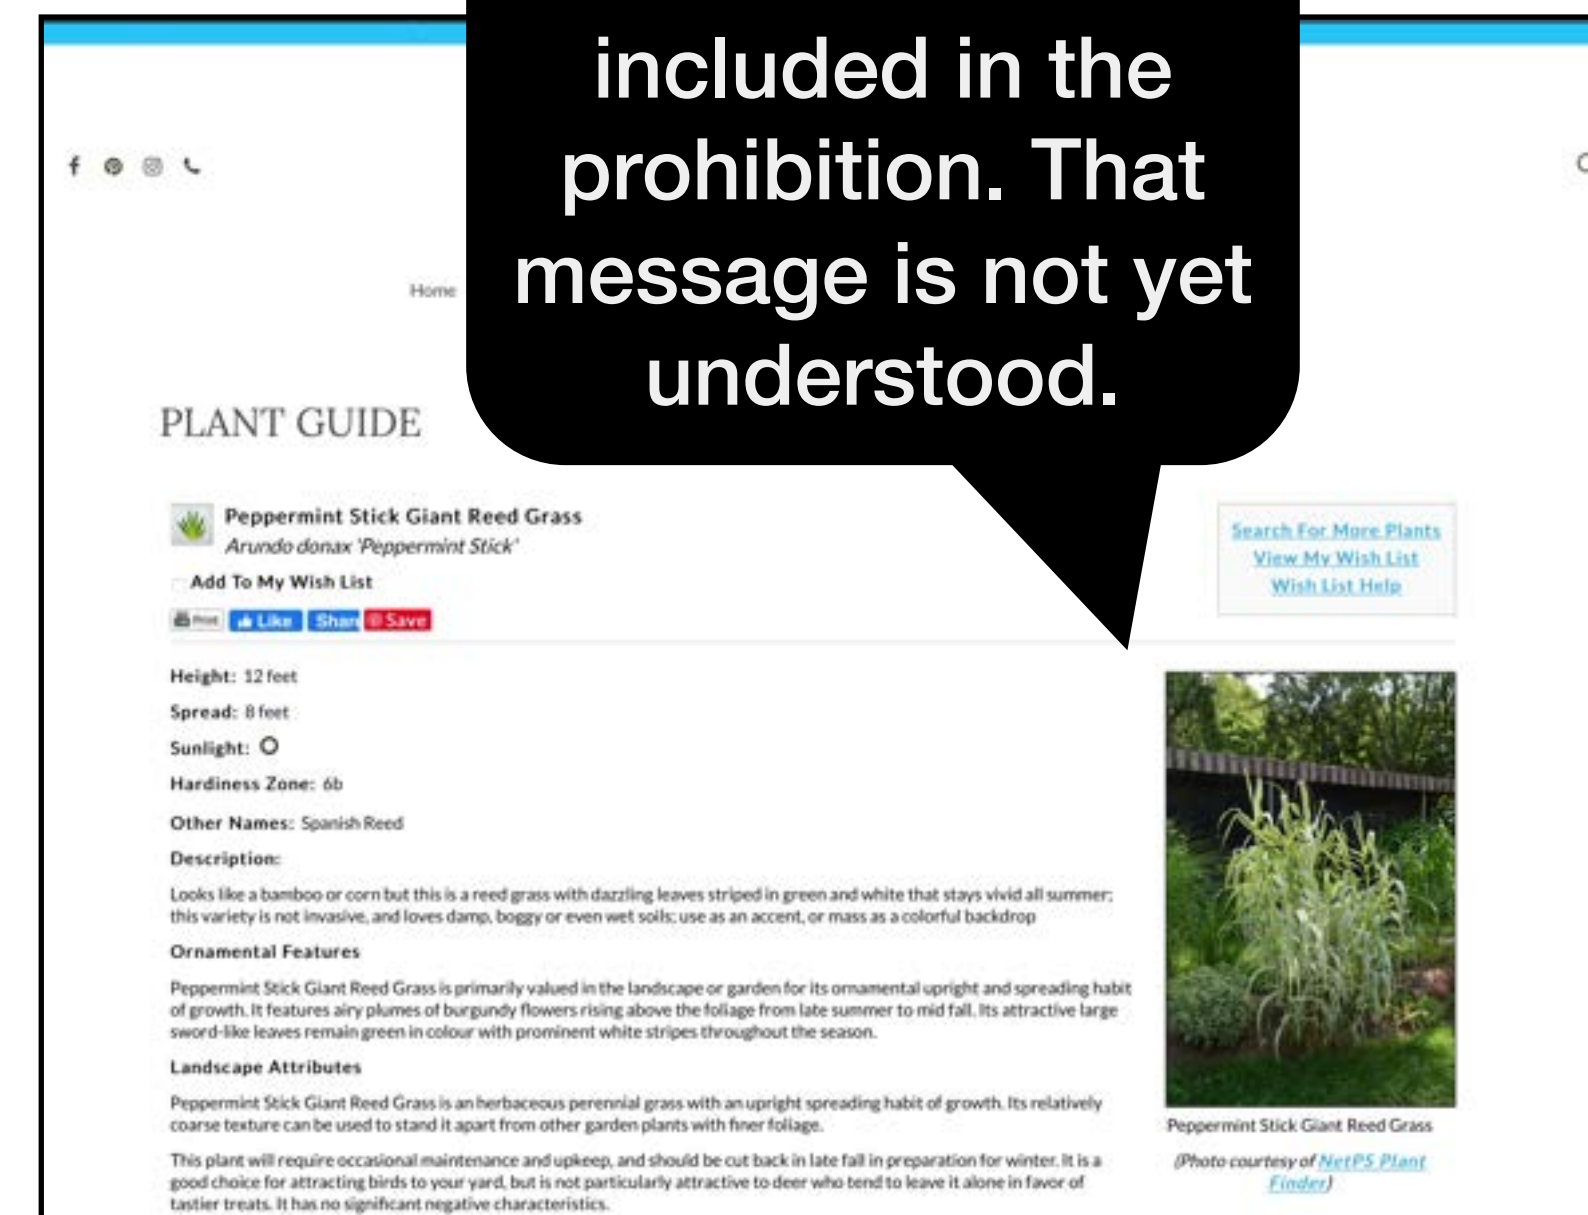 included in the
prohibition. That
message is not yet
understood.
Home
PLANT GUIDE
Peppermint Stick Giant Reed Grass
Arundo donax 'Peppermint Stick'
Add To My Wish List
Print Like Shar Save
Search For More Plants
View My Wish List
Wish List Help
Height: 12 feet
Spread: 8 feet
Sunlight:
Hardiness Zone: 6b
Other Names: Spanish Reed
Description:
Looks like a bamboo or corn but this is a reed grass with dazzling leaves striped in green and white that stays vivid all summer;
this variety is not invasive, and loves damp, boggy or even wet soils; use as an accent, or mass as a colorful backdrop
Ornamental Features
Peppermint Stick Giant Reed Grass is primarily valued in the landscape or garden for its ornamental upright and spreading habit
of growth. It features airy plumes of burgundy flowers rising above the foliage from late summer to mid fall. Its attractive large
sword-like leaves remain green in colour with prominent white stripes throughout the season.
Landscape Attributes
Peppermint Stick Giant Reed Grass is an herbaceous perennial grass with an upright spreading habit of growth. Its relatively
coarse texture can be used to stand it apart from other garden plants with finer foliage.
This plant will require occasional maintenance and upkeep, and should be cut back in late fall in preparation for winter. It is a
good choice for attracting birds to your yard, but is not particularly attractive to deer who tend to leave it alone in favor of
tastier treats. It has no significant negative characteristics.
Peppermint Stick Giant Reed Grass
(Photo courtesy of NetPS Plant
Finder)